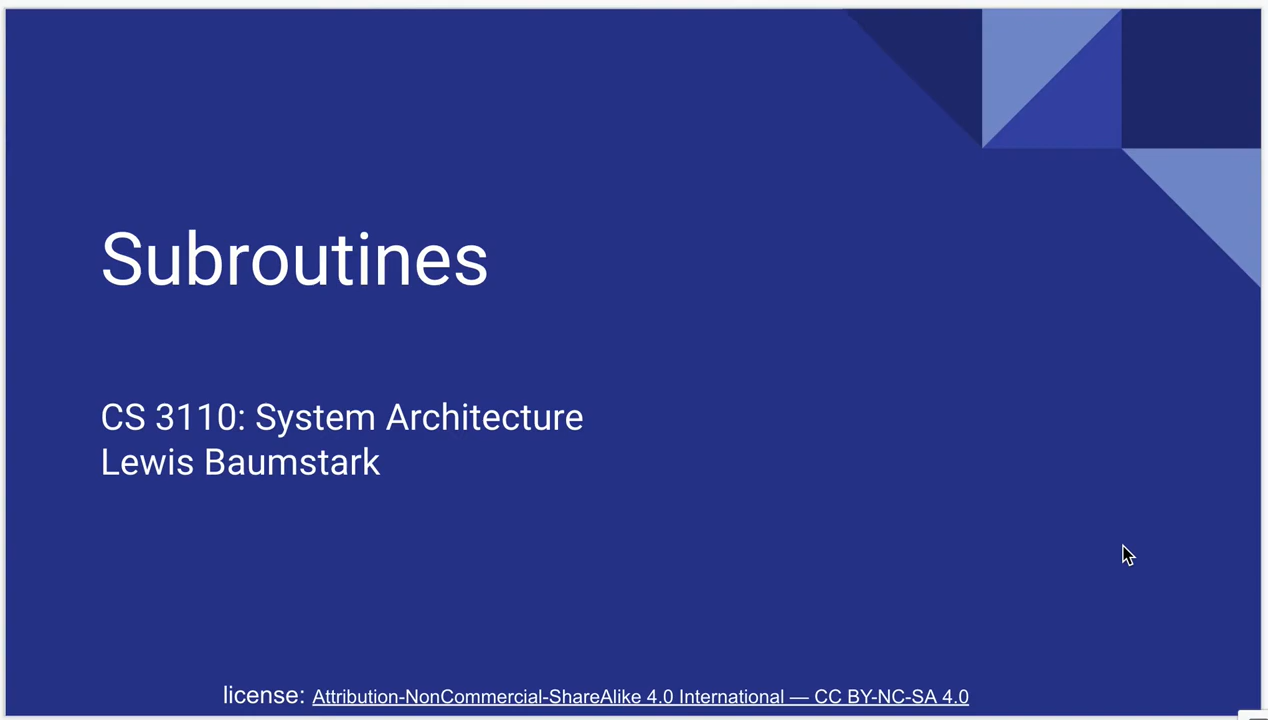 Subroutines
CS 3110: System Architecture
Lewis Baumstark
license: Attribution-NonCommercial-ShareAlike 4.0 International — CC BY-NC-SA 4.0